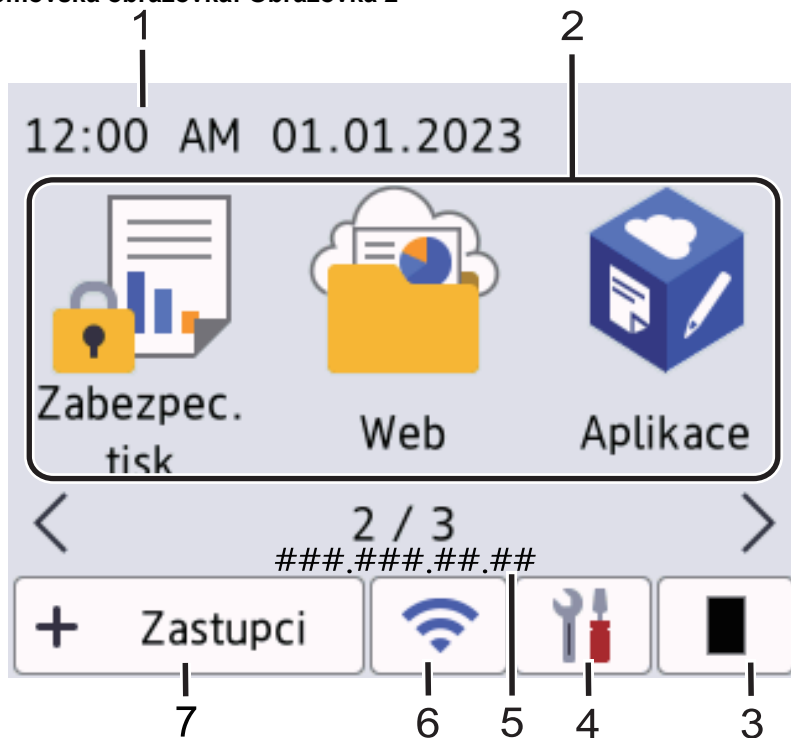 1 2
12:00 AM 01.01.2023
Zabezpec.
tisk
Web
Aplikace
2 / 3
###.###.##.##
+ Zastupci
7 6 5 4 3